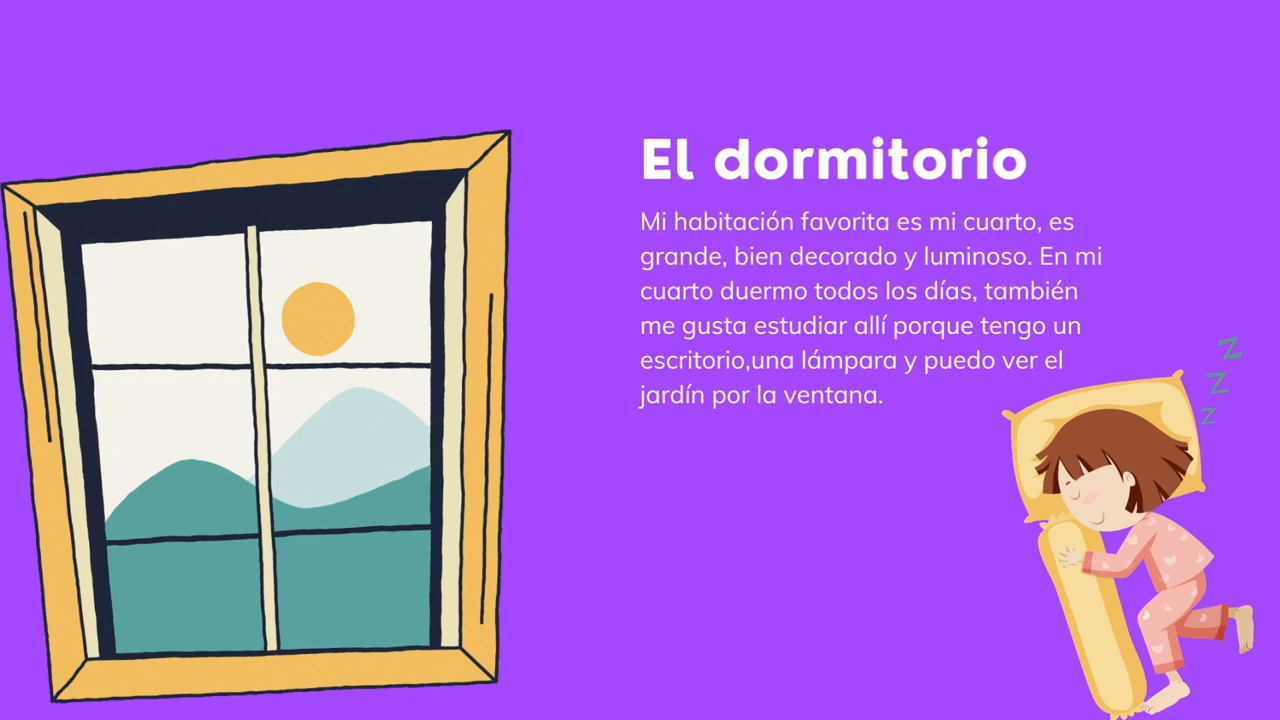 El dormitorio
Mi habitación favorita es mi cuarto, es
grande, bien decorado y luminoso. En mi
cuarto duermo todos los días, también
me gusta estudiar allí porque tengo un
escritorio,una lámpara y puedo ver el
jardín por la ventana.
Z
Z
Z